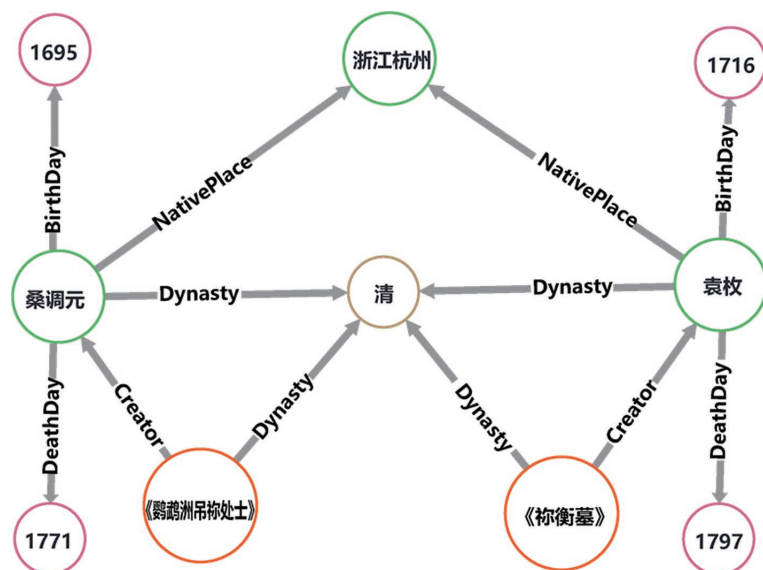 1695
浙江杭州
1716
BirthDay
NativePlace
NativePlace
BirthDay
桑调元
Dynasty
清
Dynasty
袁枚
DeathDay
Creator
Dynasty
Dynasty
Creator
DeathDay
《鹦鹉洲吊祢处士》
《祢衡墓》
1771
1797